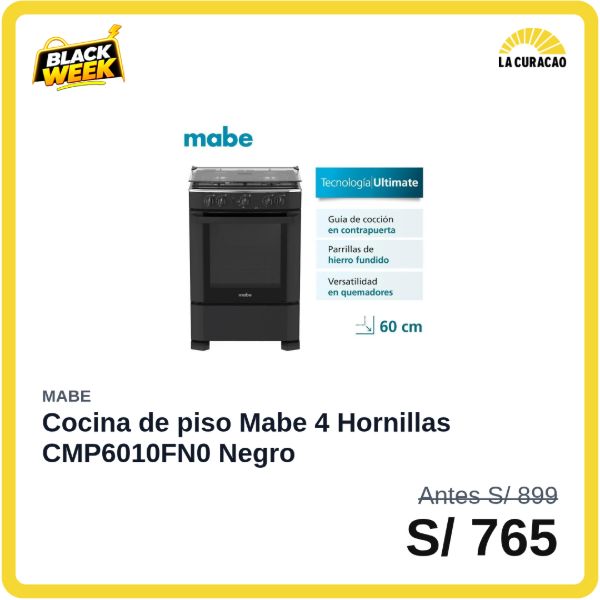 BLACK
WEEK
LA CURACAO
mabe
Tecnología|Ultimate
Guía de cocción
en contrapuerta
Parrillas de
hierro fundido
Versatilidad
en quemadores
mabe
60 cm
MABE
Cocina de piso Mabe 4 Hornillas
CMP6010FN0 Negro
Antes S/ 899
S/ 765